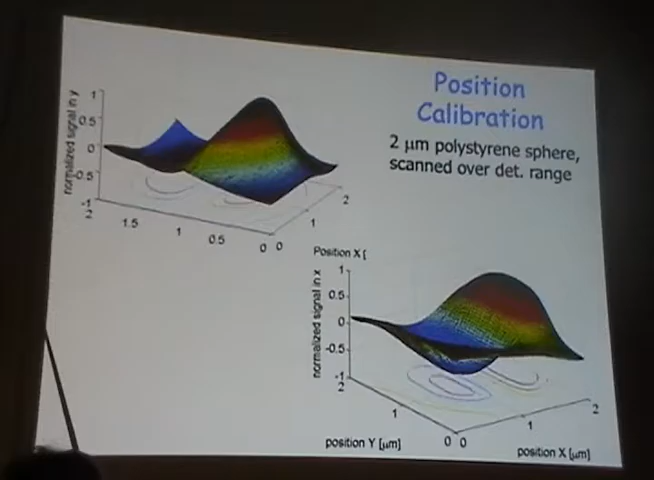 Position
Calibration
2 μm polystyrene sphere,
scanned over det. range
normalized signal in y
1
0.5
0
-0.5
-1
2
1.5
1
0.5
0
0
1
2
Position X [
normalized signal in x
1
0.5
0
-0.5
-1
2
1
0
0
1
2
position Y [μm]
position X [μm]